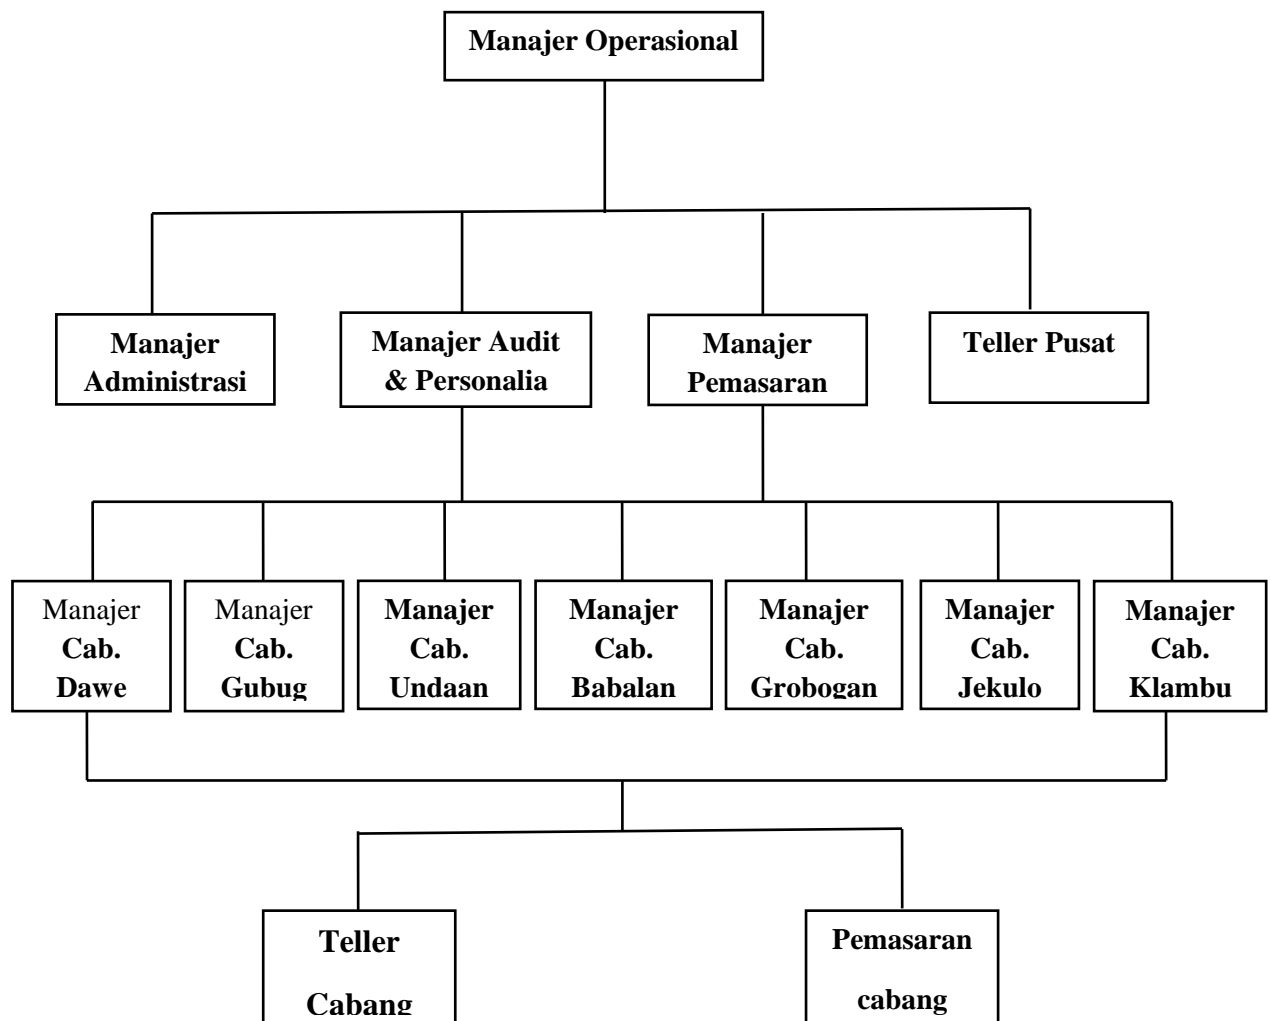 Manajer Operasional
Manajer
Administrasi
Manajer Audit
& Personalia
Manajer
Pemasaran
Teller Pusat
Manajer
Cab.
Dawe
Manajer
Cab.
Gubug
Manajer
Cab.
Undaan
Manajer
Cab.
Babalan
Manajer
Cab.
Grobogan
Manajer
Cab.
Jekulo
Manajer
Cab.
Klambu
Teller
Cabang
Pemasaran
cabang